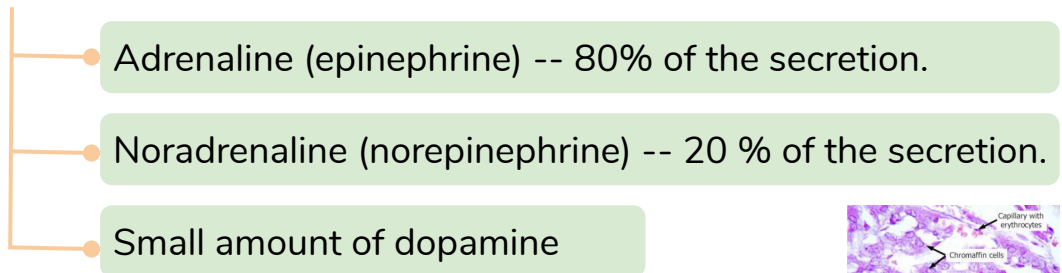 Adrenaline (epinephrine) -- 80% of the secretion.
Noradrenaline (norepinephrine) -- 20 % of the secretion.
Small amount of dopamine
Capillary with
erythrocytes
Chromaffin cells